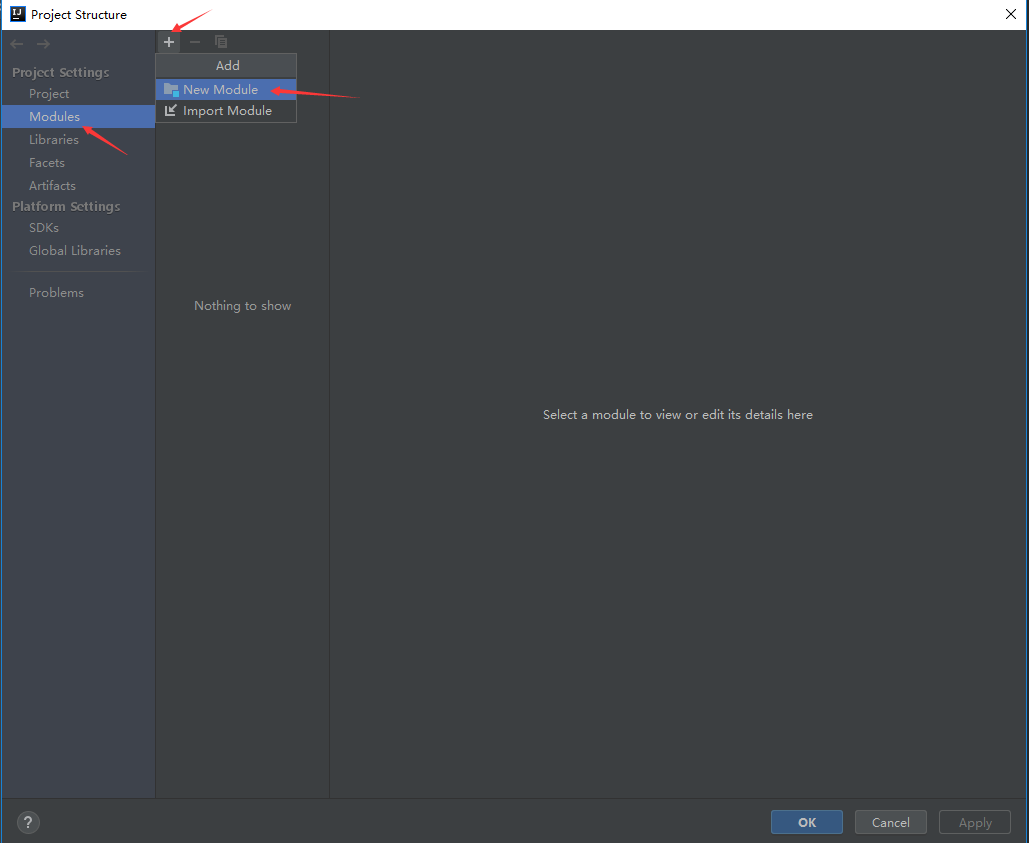 Project Structure
Project Settings
Project
Modules
Libraries
Facets
Artifacts
Platform Settings
SDKs
Global Libraries
Problems
Add
New Module
Import Module
Nothing to show
Select a module to view or edit its details here
?
OK
Cancel
Apply